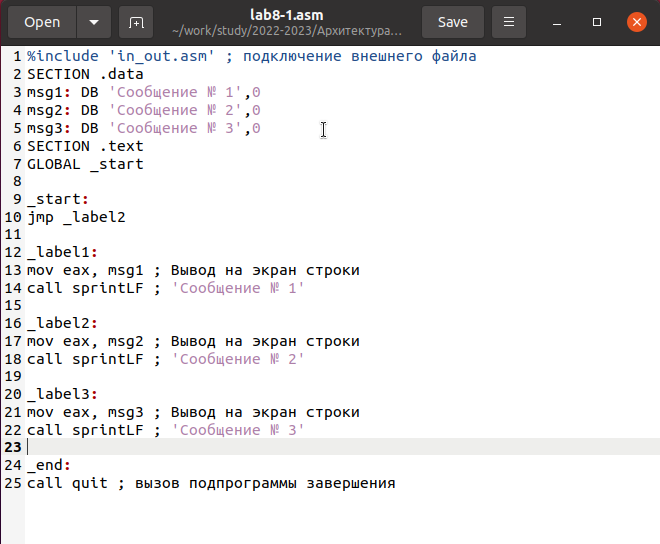 Open
lab8-1.asm
~/work/study/2022-2023/Архитектура...
Save
1 %include 'in_out.asm' ; подключение внешнего файла
2 SECTION .data
3 msg1: DB 'Сообщение № 1',0
4 msg2: DB 'Сообщение № 2',0
5 msg3: DB 'Сообщение № 3',0
6 SECTION .text
7 GLOBAL _start
8
9 _start:
10 jmp _label2
11
12 _label1:
13 mov eax, msg1 ; Вывод на экран строки
14 call sprintLF ; 'Сообщение № 1'
15
16 _label2:
17 mov eax, msg2 ; Вывод на экран строки
18 call sprintLF ; 'Сообщение № 2'
19
20 _label3:
21 mov eax, msg3 ; Вывод на экран строки
22 call sprintLF ; 'Сообщение № 3'
23
24 _end:
25 call quit ; вызов подпрограммы завершения